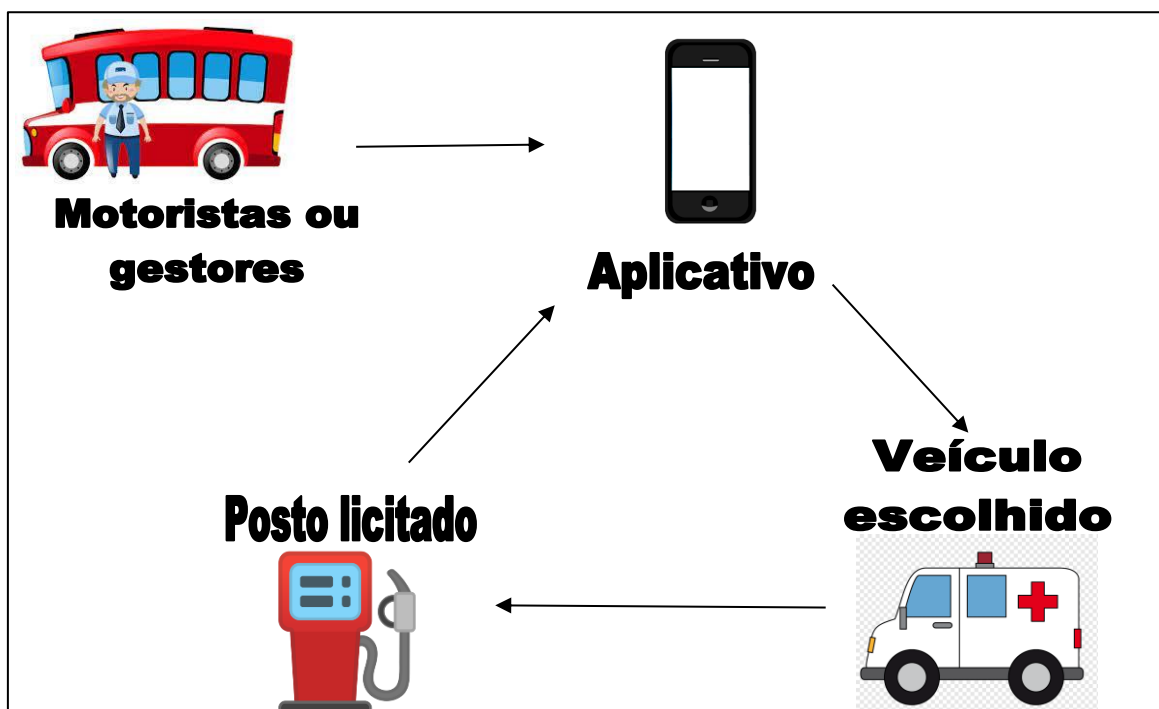 Motoristas ou
gestores
Aplicativo
Veículo
escolhido
Posto licitado